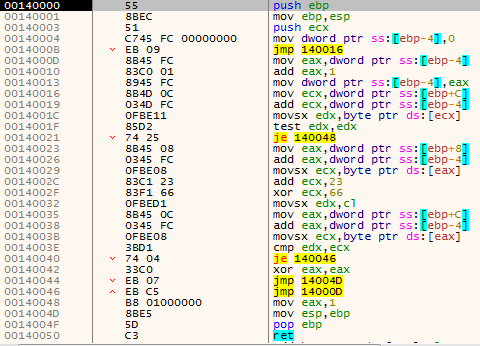 00140000 55 push ebp
00140001 8BEC mov ebp,esp
00140003 51 push ecx
00140004 C745 FC 00000000 mov dword ptr ss:[ebp-4],0
0014000B EB 09 jmp 140016
0014000D 8B45 FC mov eax,dword ptr ss:[ebp-4]
00140010 83C0 01 add eax,1
00140013 8945 FC mov dword ptr ss:[ebp-4],eax
00140016 8B4D 0C mov ecx,dword ptr ss:[ebp+C]
00140019 034D FC add ecx,dword ptr ss:[ebp-4]
0014001C 0FBE11 movsx edx,byte ptr ds:[ecx]
0014001F 85D2 test edx,edx
00140021 74 25 je 140048
00140023 8B45 08 mov eax,dword ptr ss:[ebp+8]
00140026 0345 FC add eax,dword ptr ss:[ebp-4]
00140029 0FBE08 movsx ecx,byte ptr ds:[eax]
0014002C 83C1 23 add ecx,23
0014002F 83F1 66 xor ecx,66
00140032 0FBED1 movsx edx,cl
00140035 8B45 0C mov eax,dword ptr ss:[ebp+C]
00140038 0345 FC add eax,dword ptr ss:[ebp-4]
0014003B 0FBE08 movsx ecx,byte ptr ds:[eax]
0014003E 3BD1 cmp edx,ecx
00140040 74 04 je 140046
00140042 33C0 xor eax,eax
00140044 EB 07 jmp 14004D
00140046 EB C5 jmp 14000D
00140048 B8 01000000 mov eax,1
0014004D 8BE5 mov esp,ebp
0014004F 5D pop ebp
00140050 C3 ret